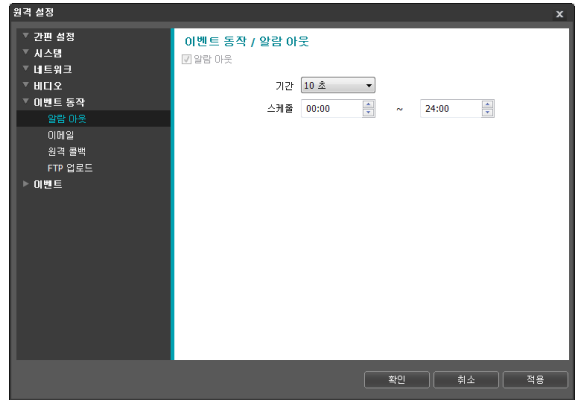 원격 설정
간편 설정
시스템
네트워크
비디오
이벤트 동작
알람 아웃
이메일
원격 콜백
FTP 업로드
이벤트
이벤트 동작 / 알람 아웃
알람 아웃
기간 10 초
스케줄 00:00 ~ 24:00
확인 취소 적용